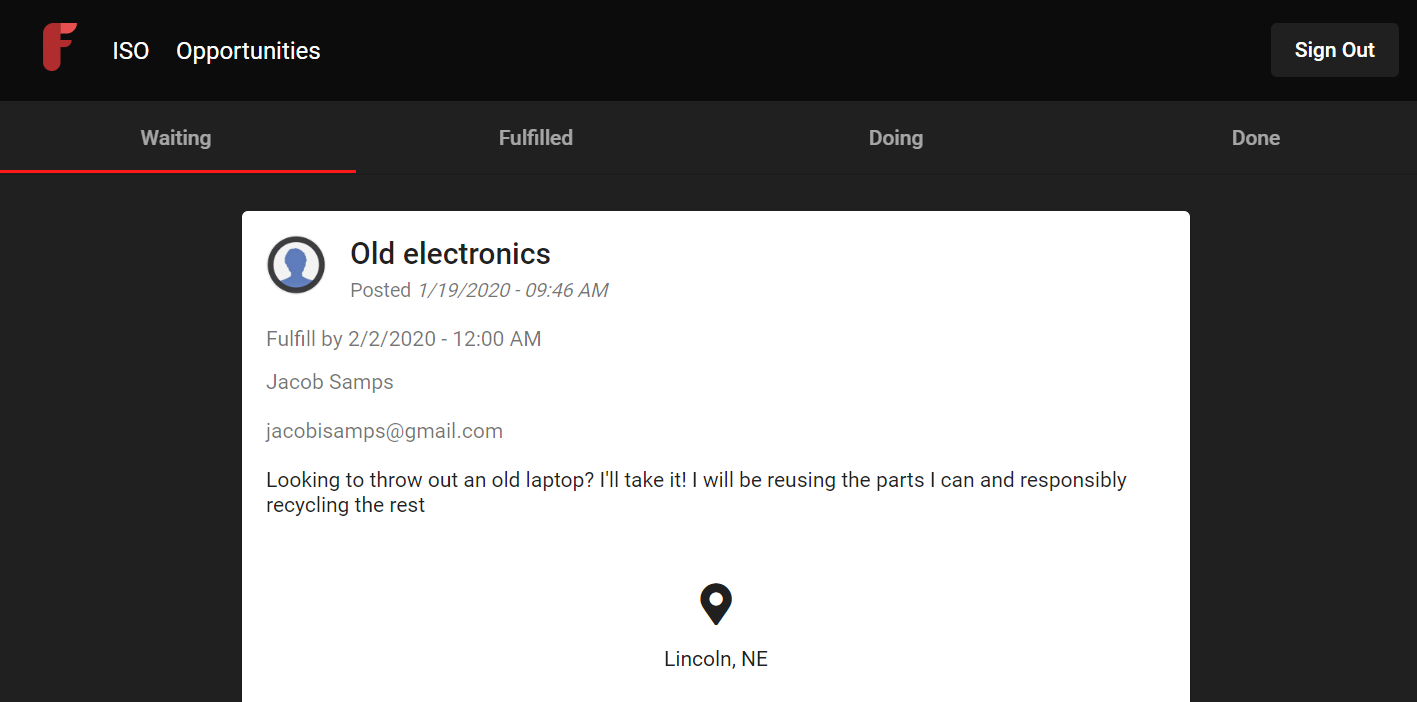 F
ISO Opportunities
Sign Out
Waiting Fulfilled Doing Done
Old electronics
Posted 1/19/2020 - 09:46 AM
Fulfill by 2/2/2020 - 12:00 AM
Jacob Samps
jacobisamps@gmail.com
Looking to throw out an old laptop? I'll take it! I will be reusing the parts I can and responsibly
recycling the rest
Lincoln, NE